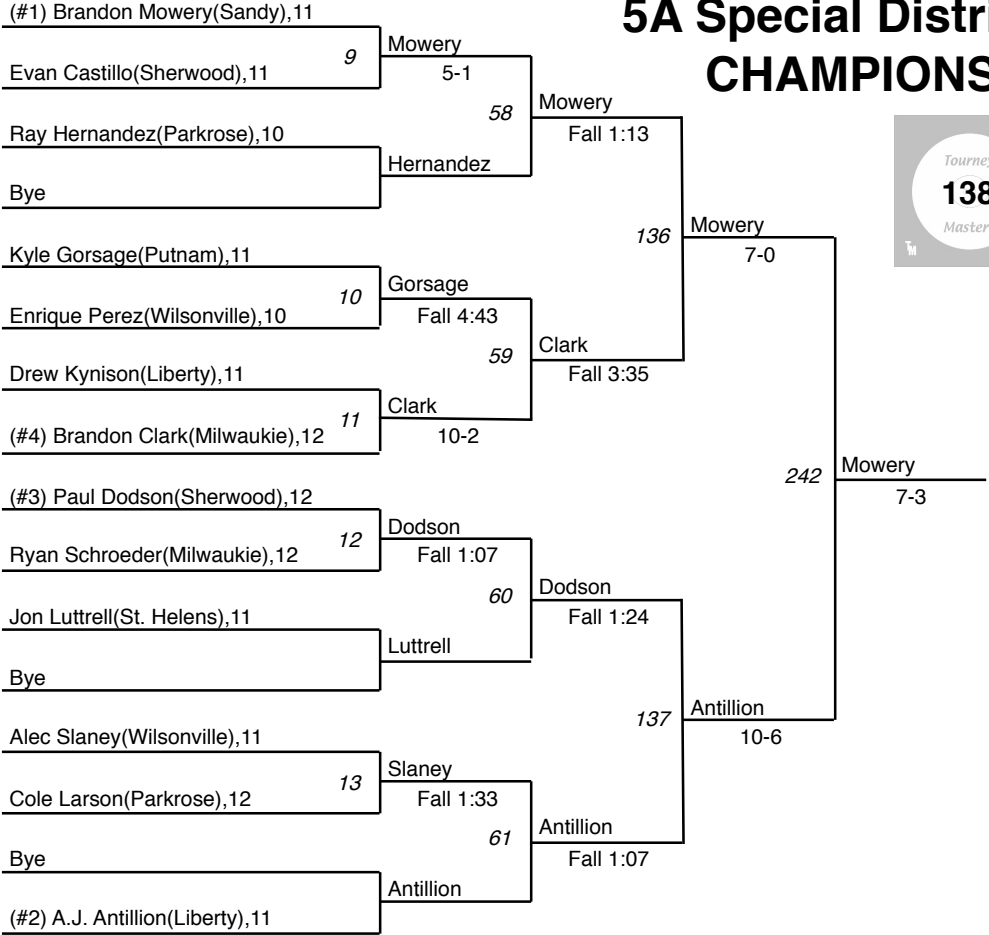 5A Special Distri
CHAMPIONS
Tourne
138
Master
TM
(#1) Brandon Mowery(Sandy),11
9
Evan Castillo(Sherwood),11
Mowery
5-1
Ray Hernandez(Parkrose),10
Bye
Hernandez
58
Mowery
Fall 1:13
Kyle Gorsage(Putnam),11
10
Enrique Perez(Wilsonville),10
Gorsage
Fall 4:43
Drew Kynison(Liberty),11
11
(#4) Brandon Clark(Milwaukie),12
Clark
10-2
59
Clark
Fall 3:35
136
Mowery
7-0
(#3) Paul Dodson(Sherwood),12
12
Ryan Schroeder(Milwaukie),12
Dodson
Fall 1:07
Jon Luttrell(St. Helens),11
Bye
Luttrell
60
Dodson
Fall 1:24
Alec Slaney(Wilsonville),11
13
Cole Larson(Parkrose),12
Slaney
Fall 1:33
Bye
(#2) A.J. Antillion(Liberty),11
Antillion
61
Antillion
Fall 1:07
137
Antillion
10-6
242
Mowery
7-3